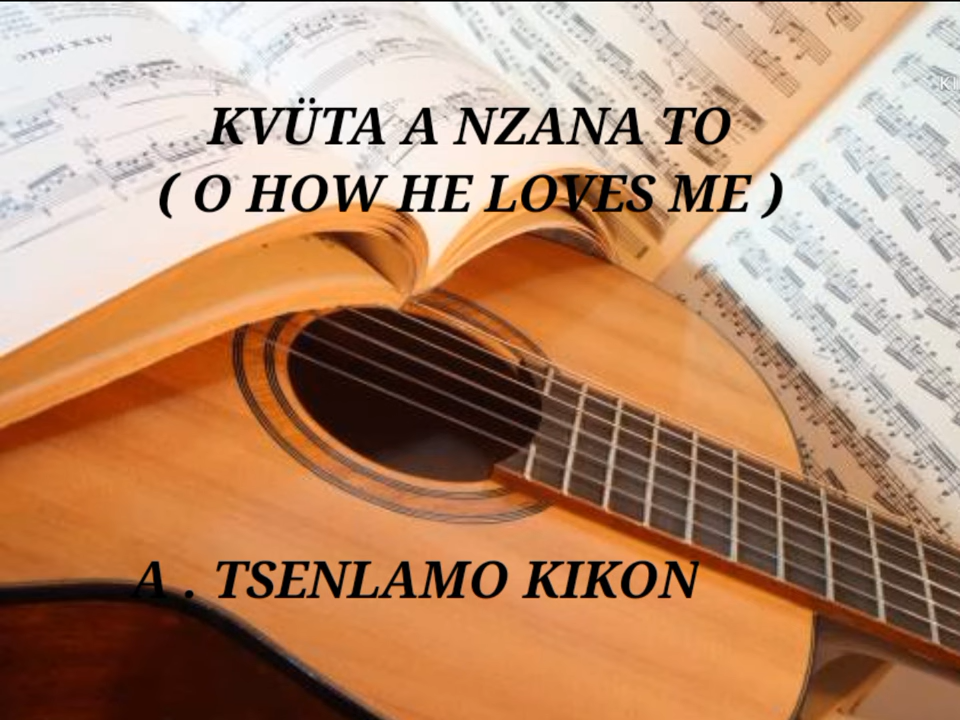 KVÜTA A NZANA TO
( O HOW HE LOVES ME )
A . TSENLAMO KIKON